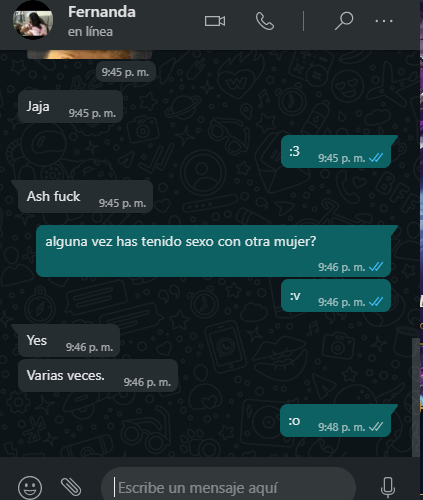 Fernanda
en línea
9:45 p. m.
Jaja 9:45 p. m.
:3 9:45 p. m.
Ash fuck 9:45 p. m.
alguna vez has tenido sexo con otra mujer?
9:46 p. m.
:v 9:46 p. m.
Yes 9:46 p. m.
Varias veces. 9:46 p. m.
:o 9:48 p. m.
Escribe un mensaje aquí